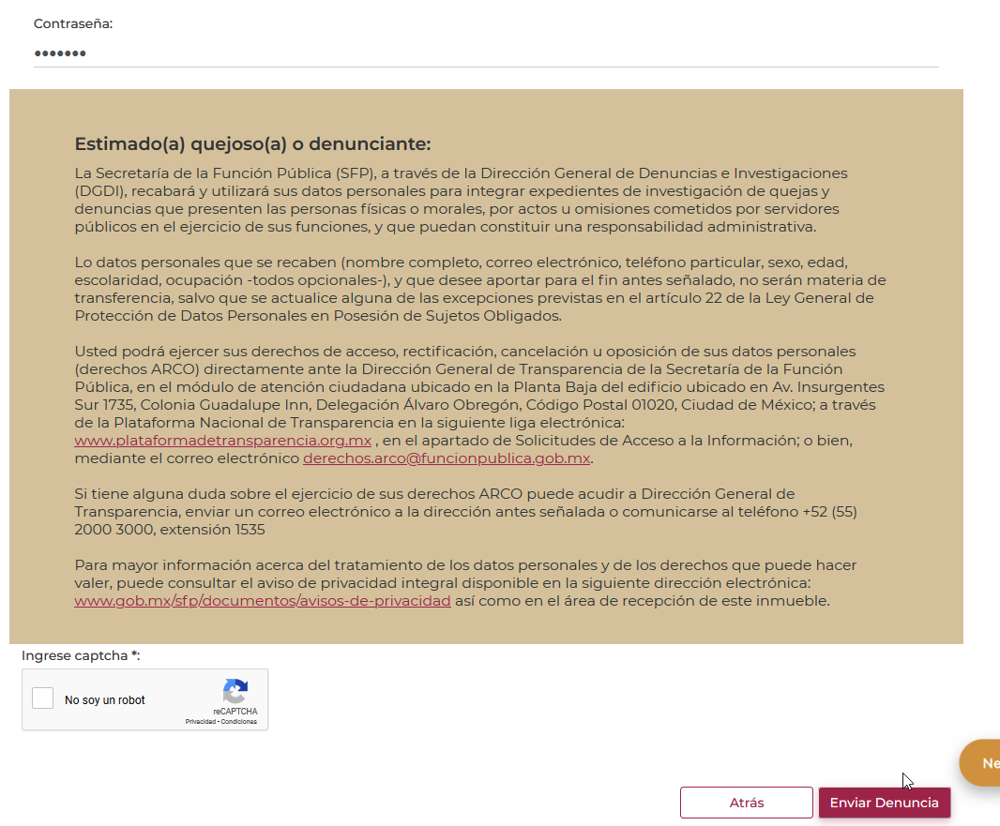 Contraseña:
•••••••
Estimado(a) quejoso(a) o denunciante:
La Secretaría de la Función Pública (SFP), a través de la Dirección General de Denuncias e Investigaciones
(DGDI), recabará y utilizará sus datos personales para integrar expedientes de investigación de quejas y
denuncias que presenten las personas físicas o morales, por actos u omisiones cometidos por servidores
públicos en el ejercicio de sus funciones, y que puedan constituir una responsabilidad administrativa.
Lo datos personales que se recaben (nombre completo, correo electrónico, teléfono particular, sexo, edad,
escolaridad, ocupación -todos opcionales-), y que desee aportar para el fin antes señalado, no serán materia de
transferencia, salvo que se actualice alguna de las excepciones previstas en el artículo 22 de la Ley General de
Protección de Datos Personales en Posesión de Sujetos Obligados.
Usted podrá ejercer sus derechos de acceso, rectificación, cancelación u oposición de sus datos personales
(derechos ARCO) directamente ante la Dirección General de Transparencia de la Secretaría de la Función
Pública, en el módulo de atención ciudadana ubicado en la Planta Baja del edificio ubicado en Av. Insurgentes
Sur 1735, Colonia Guadalupe Inn, Delegación Álvaro Obregón, Código Postal 01020, Ciudad de México; a través
de la Plataforma Nacional de Transparencia en la siguiente liga electrónica:
www.plataformadetransparencia.org.mx , en el apartado de Solicitudes de Acceso a la Información; o bien,
mediante el correo electrónico derechos.arco@funcionpublica.gob.mx.
Si tiene alguna duda sobre el ejercicio de sus derechos ARCO puede acudir a Dirección General de
Transparencia, enviar un correo electrónico a la dirección antes señalada o comunicarse al teléfono +52 (55)
2000 3000, extensión 1535
Para mayor información acerca del tratamiento de los datos personales y de los derechos que puede hacer
valer, puede consultar el aviso de privacidad integral disponible en la siguiente dirección electrónica:
www.gob.mx/sfp/documentos/avisos-de-privacidad así como en el área de recepción de este inmueble.
Ingrese captcha *:
No soy un robot
reCAPTCHA
Privacidad - Condiciones
Ne
Atrás
Enviar Denuncia